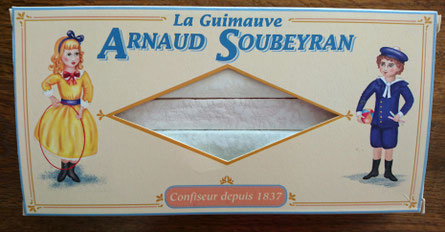 La Guimauve
ARNAUD SOUBEYRAN
Confiseur depuis 1837